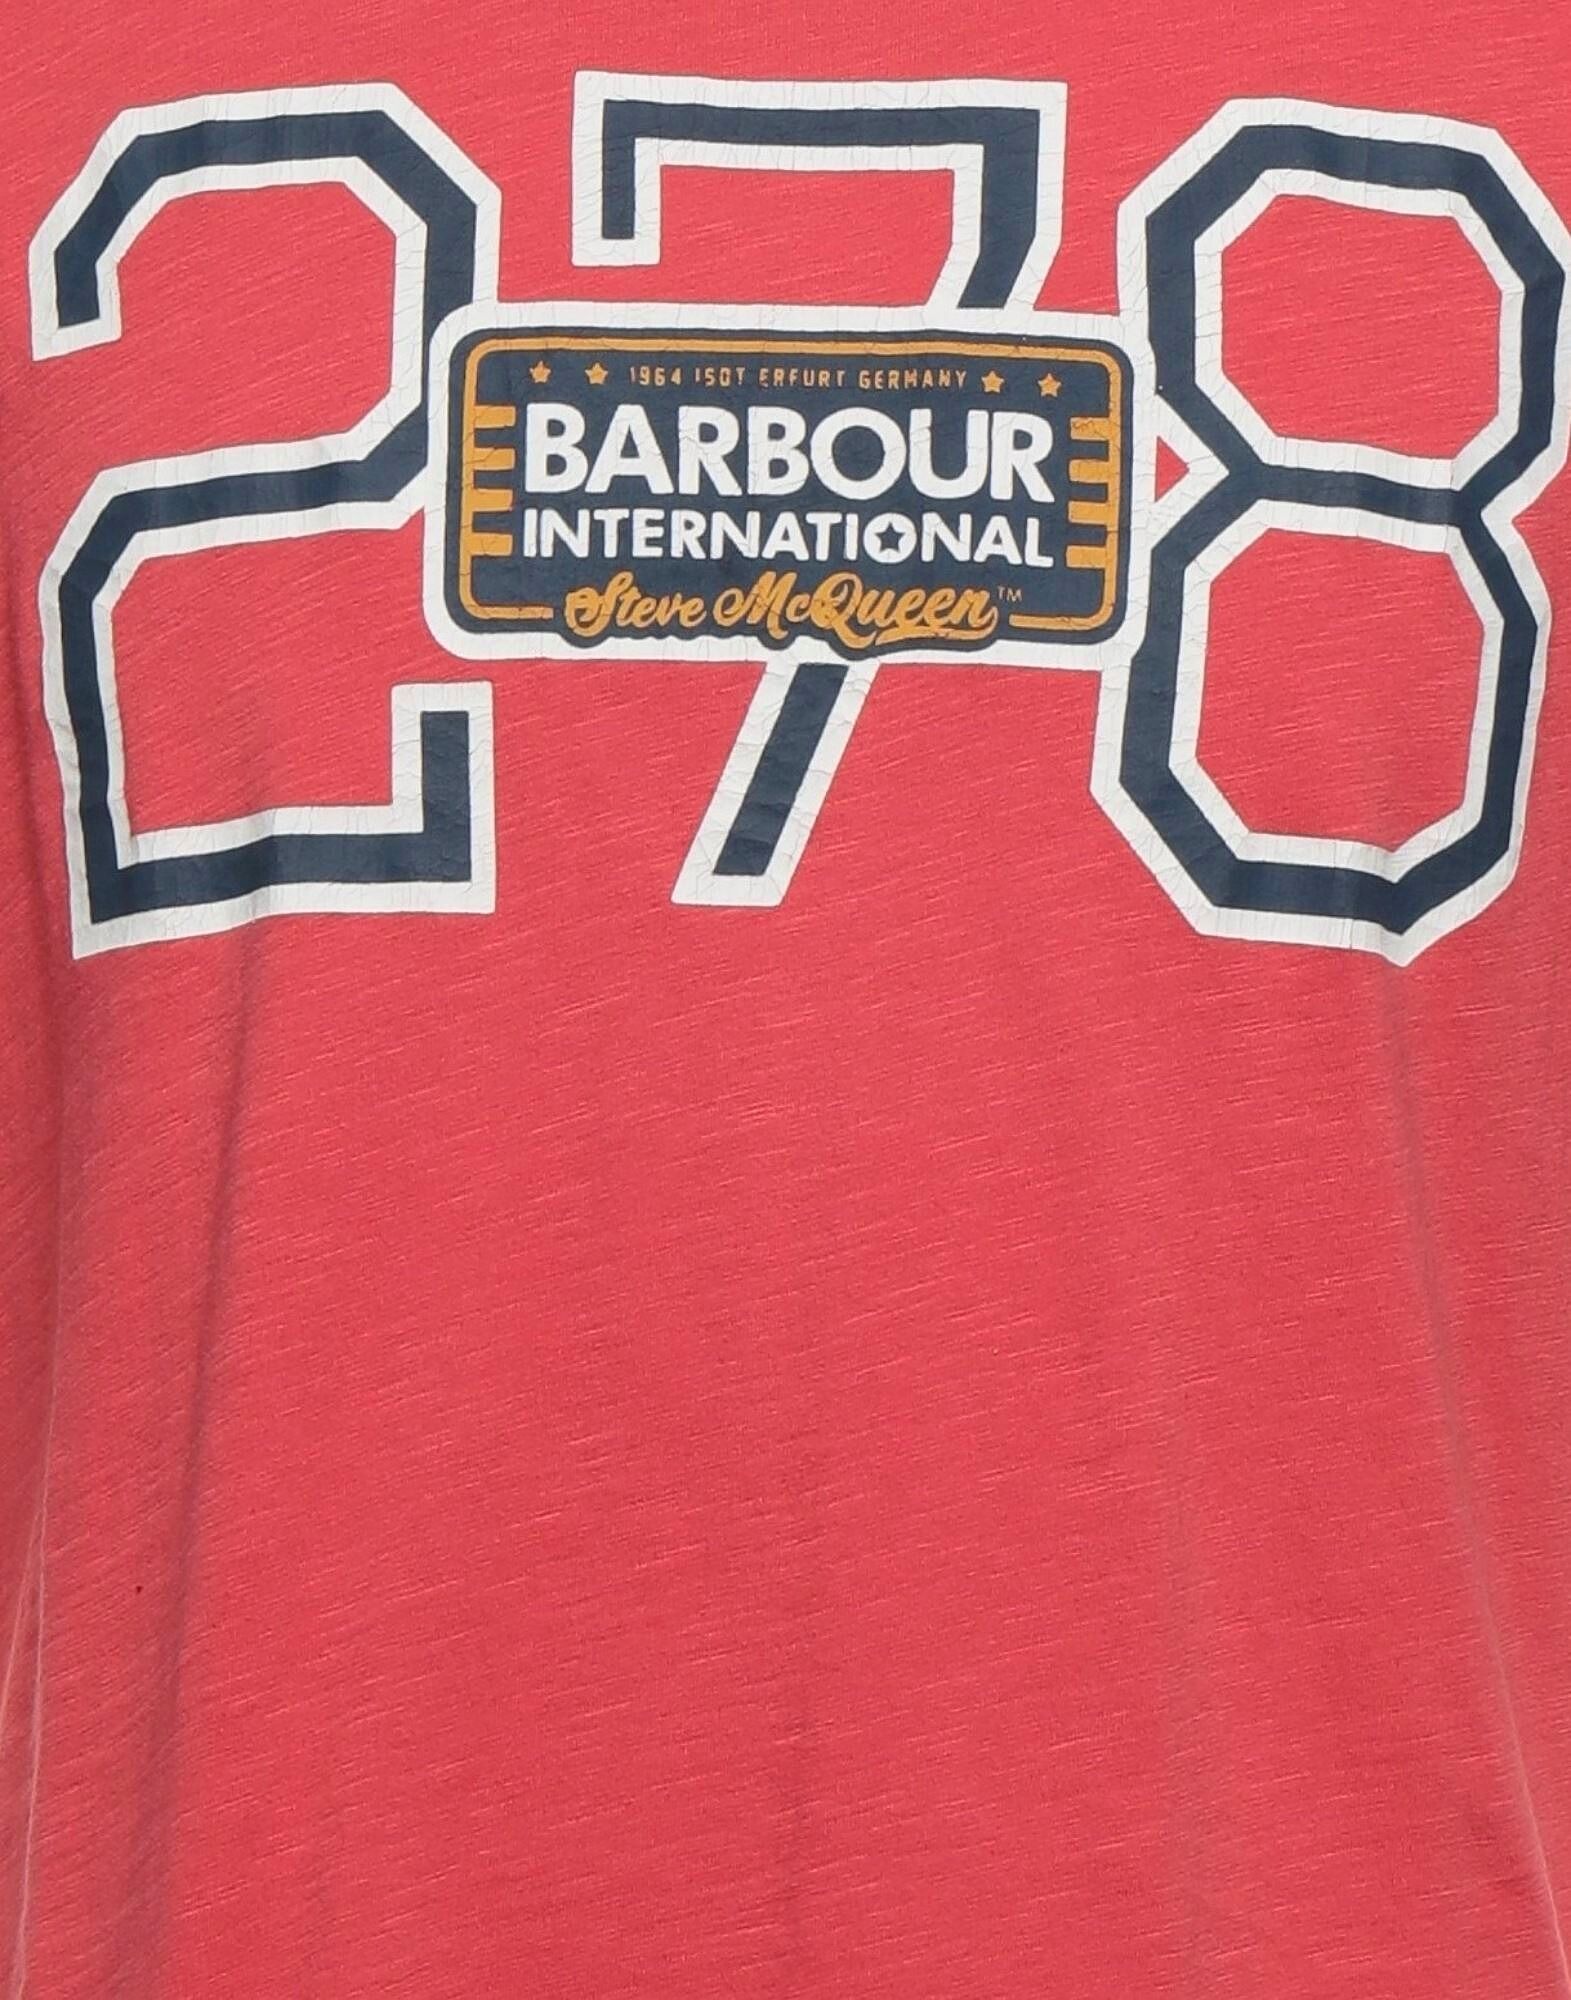 278
1964 ISDT ERFURT GERMANY
BARBOUR
INTERNATIONAL
Steve McQueen™